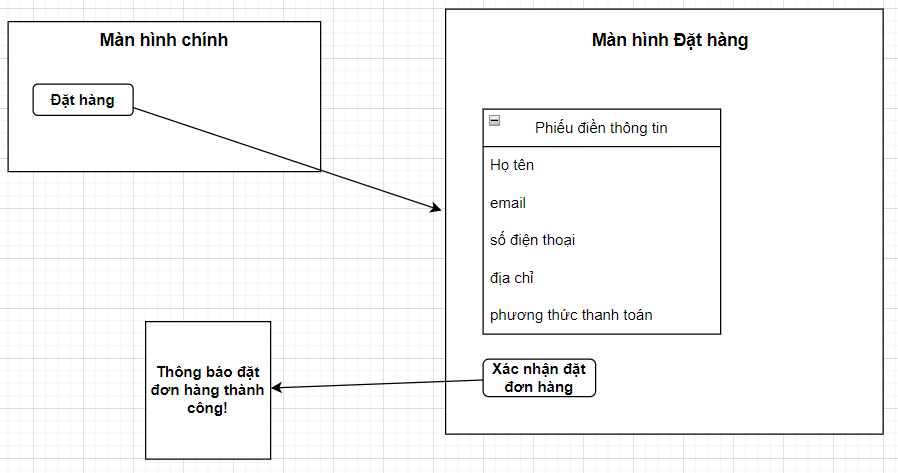 Màn hình chính
Đặt hàng
Màn hình Đặt hàng
Phiếu điền thông tin
Họ tên
email
số điện thoại
địa chỉ
phương thức thanh toán
Xác nhận đặt
đơn hàng
Thông báo đặt
đơn hàng thành
công!